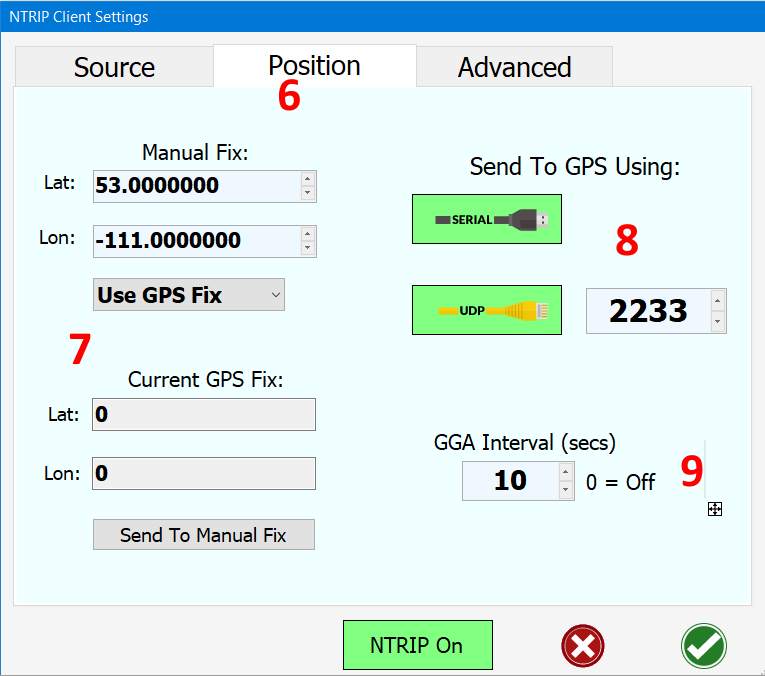 NTRIP Client Settings
Source
Position
Advanced
6
Manual Fix:
Lat:
53.0000000
Lon:
-111.0000000
Use GPS Fix
7
Current GPS Fix:
Lat:
0
Lon:
0
Send To Manual Fix
Send To GPS Using:
SERIAL
8
UDP
2233
GGA Interval (secs)
10
0 = Off
9
NTRIP On